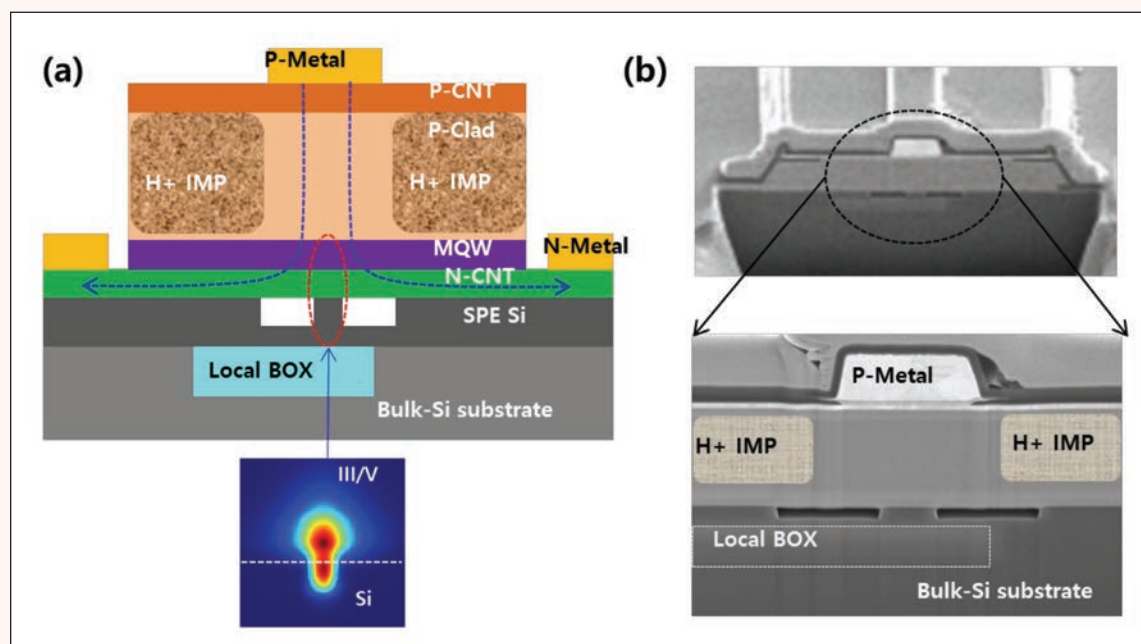 (a)
P-Metal
P-CNT
P-Clad
H+ IMP
H+ IMP
MQW
N-Metal
N-CNT
SPE Si
Local BOX
Bulk-Si substrate
III/V
Si
(b)
P-Metal
H+ IMP
H+ IMP
Local BOX
Bulk-Si substrate